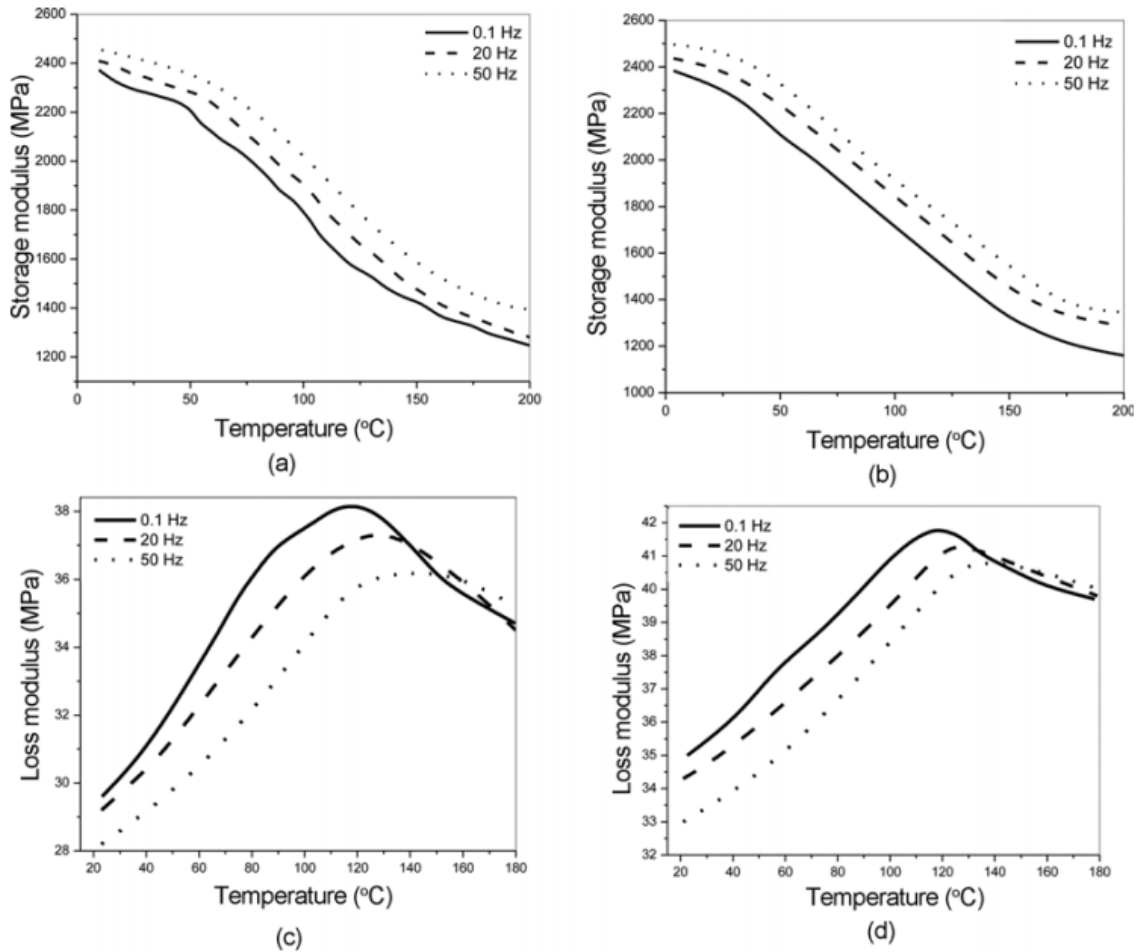 (a)
2600
2400
2200
2000
1800
1600
1400
1200
0
50
100
150
200
Storage modulus (MPa)
Temperature (°C)
0.1 Hz
20 Hz
50 Hz
(b)
2600
2400
2200
2000
1800
1600
1400
1200
1000
0
50
100
150
200
Storage modulus (MPa)
Temperature (°C)
0.1 Hz
20 Hz
50 Hz
(a)
(b)
38
36
34
32
30
28
20
40
60
80
100
120
140
160
180
Loss modulus (MPa)
Temperature (°C)
0.1 Hz
20 Hz
50 Hz
(c)
42
41
40
39
38
37
36
35
34
33
32
20
40
60
80
100
120
140
160
180
Loss modulus (MPa)
Temperature (°C)
0.1 Hz
20 Hz
50 Hz
(d)